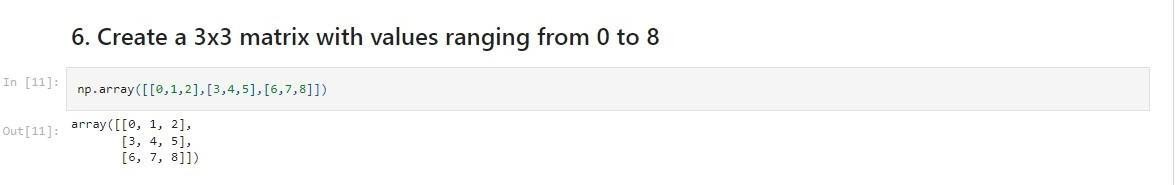 6. Create a 3x3 matrix with values ranging from 0 to 8
In [11]: np.array([[0,1,2],[3,4,5],[6,7,8]])
Out[11]: array([[0, 1, 2],
[3, 4, 5],
[6, 7, 8]])